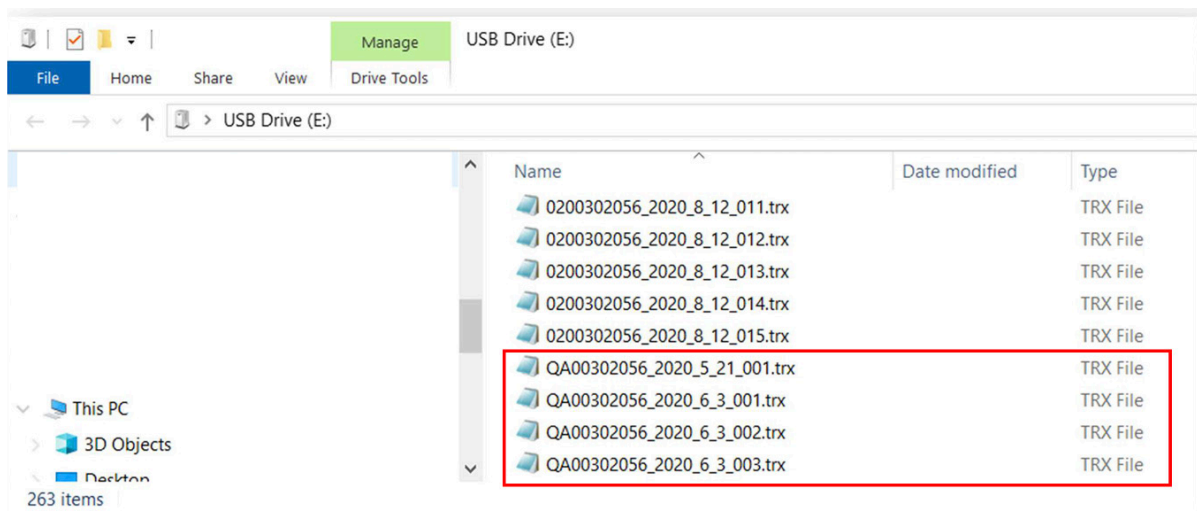 Manage USB Drive (E:)
File Home Share View Drive Tools
USB Drive (E:)
Name Date modified Type
0200302056_2020_8_12_011.trx TRX File
0200302056_2020_8_12_012.trx TRX File
0200302056_2020_8_12_013.trx TRX File
0200302056_2020_8_12_014.trx TRX File
0200302056_2020_8_12_015.trx TRX File
QA00302056_2020_5_21_001.trx TRX File
QA00302056_2020_6_3_001.trx TRX File
This PC
QA00302056_2020_6_3_002.trx TRX File
3D Objects
QA00302056_2020_6_3_003.trx TRX File
Desktop
263 items